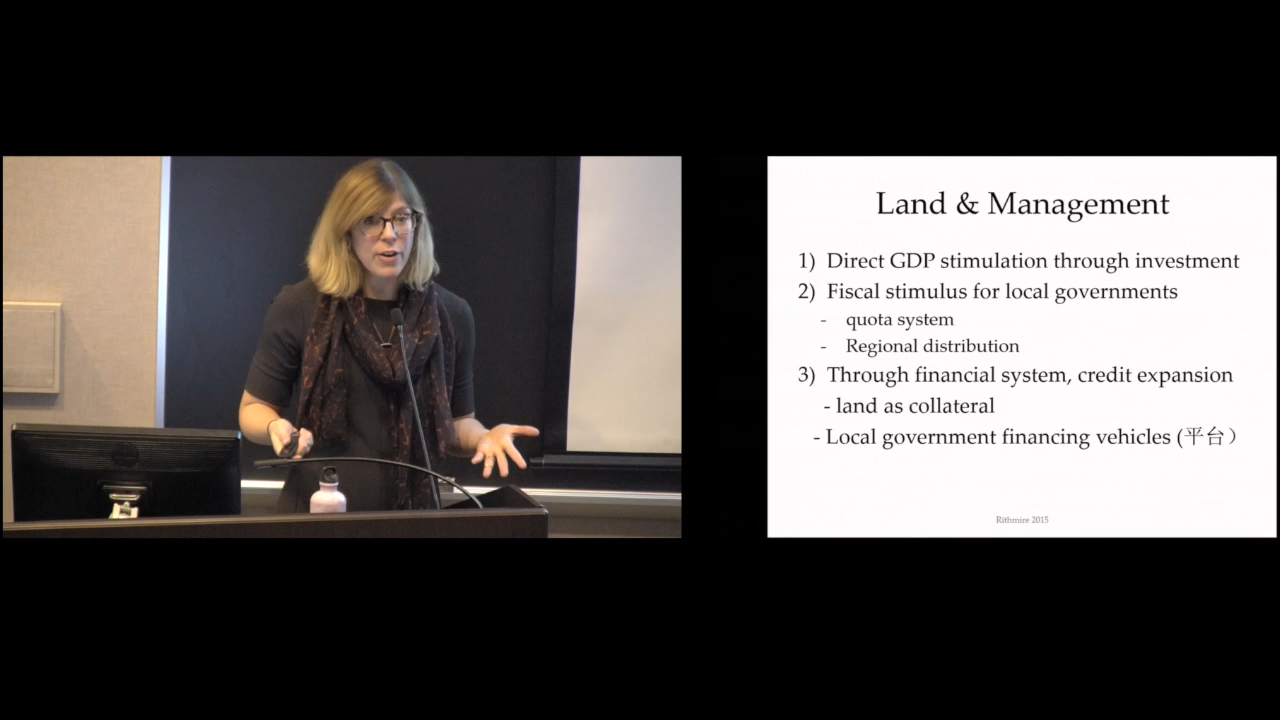 Land & Management
1) Direct GDP stimulation through investment
2) Fiscal stimulus for local governments
- quota system
- Regional distribution
3) Through financial system, credit expansion
- land as collateral
- Local government financing vehicles (平台）
Rithmire 2015